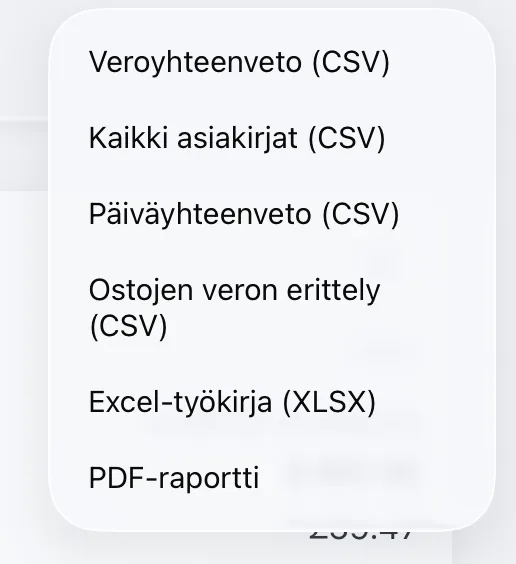 Veroyhteenveto (CSV)
Kaikki asiakirjat (CSV)
Päiväyhteenveto (CSV)
Ostojen veron erittely
(CSV)
Excel-työkirja (XLSX)
PDF-raportti